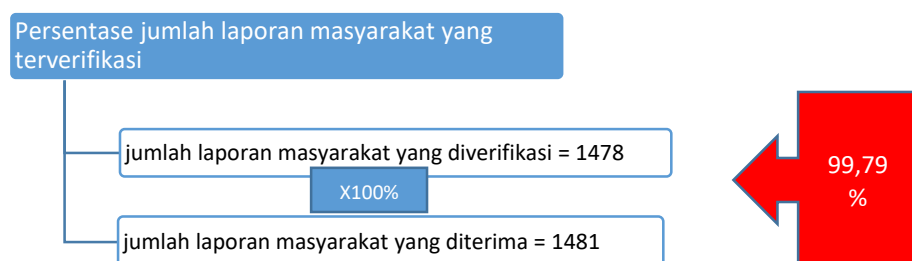 Persentase jumlah laporan masyarakat yang
terverifikasi
jumlah laporan masyarakat yang diverifikasi = 1478
X100%
jumlah laporan masyarakat yang diterima = 1481
99,79
%